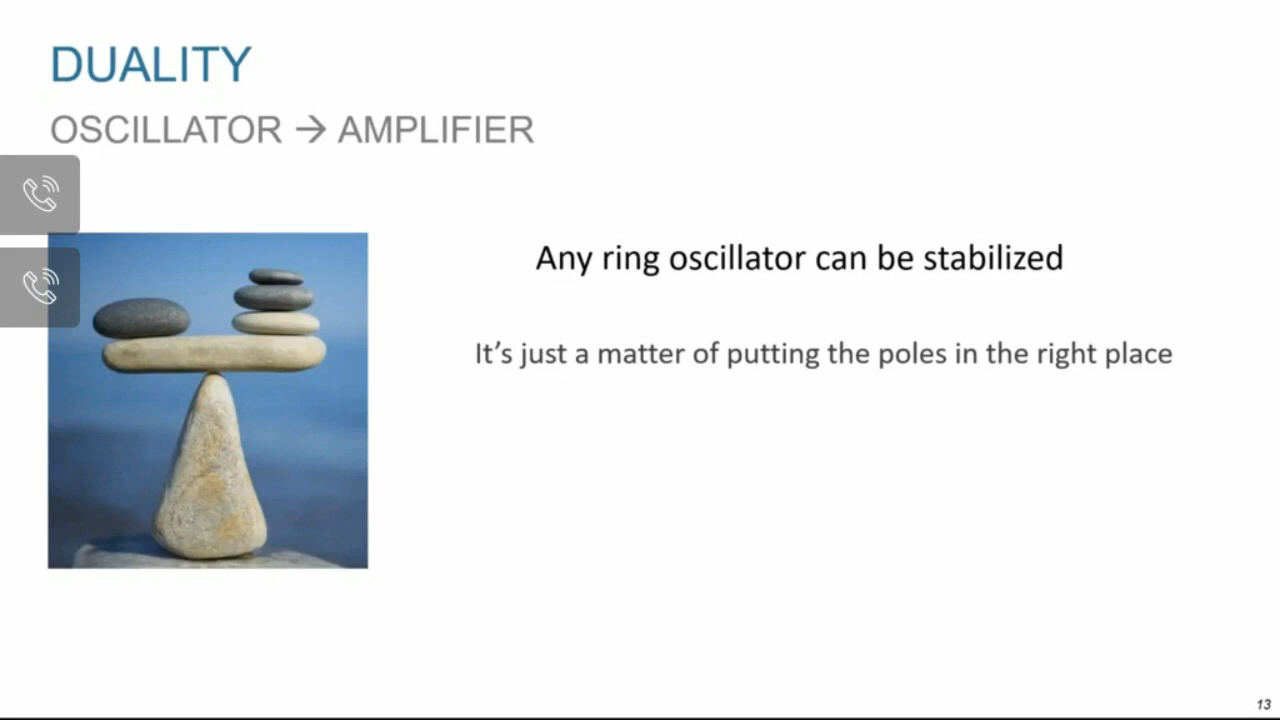 DUALITY
OSCILLATOR → AMPLIFIER
Any ring oscillator can be stabilized
It's just a matter of putting the poles in the right place
13